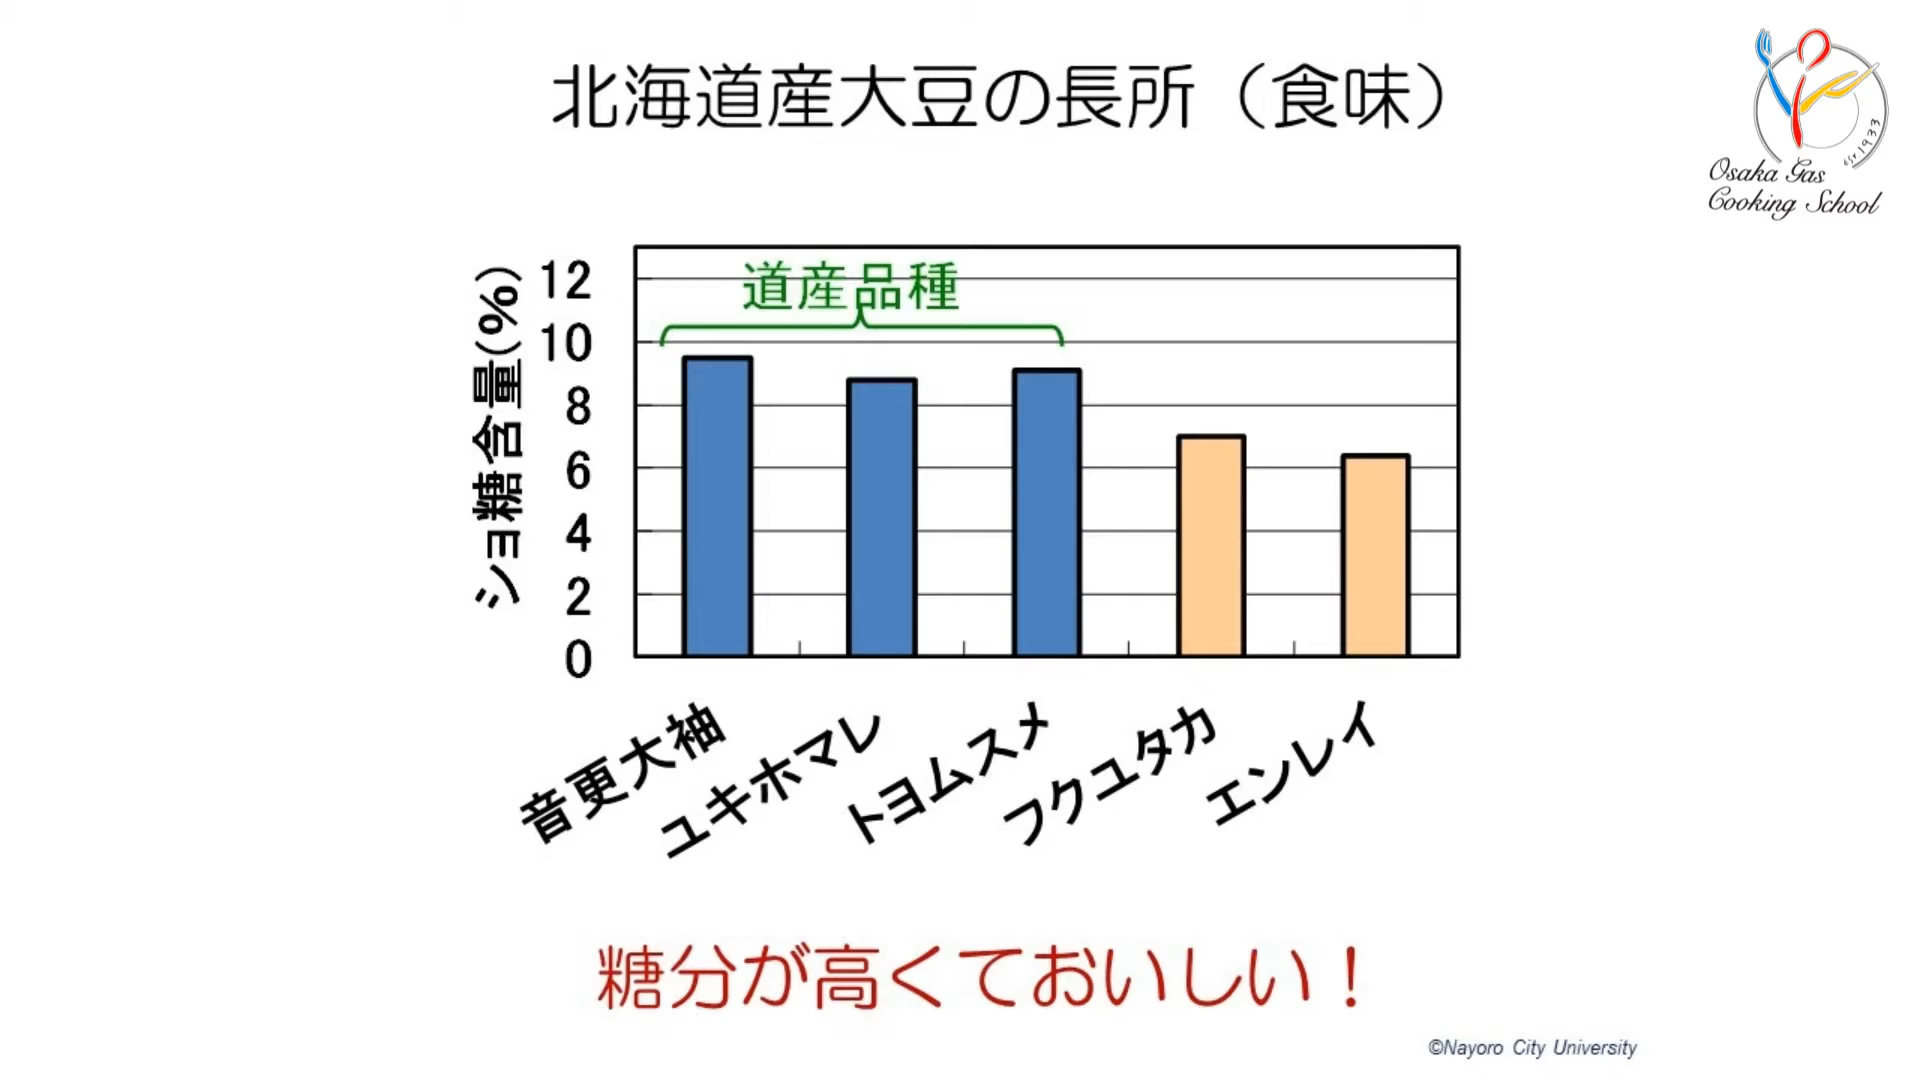 北海道産大豆の長所（食味）
Est.1933
Osaka Gas
Cooking School
ショ糖含量(%)
12
10
8
6
4
2
0
道産品種
音更大袖
ユキホマレ
トヨムスメ
フクユタカ
エンレイ
糖分が高くておいしい！
©Nayoro City University